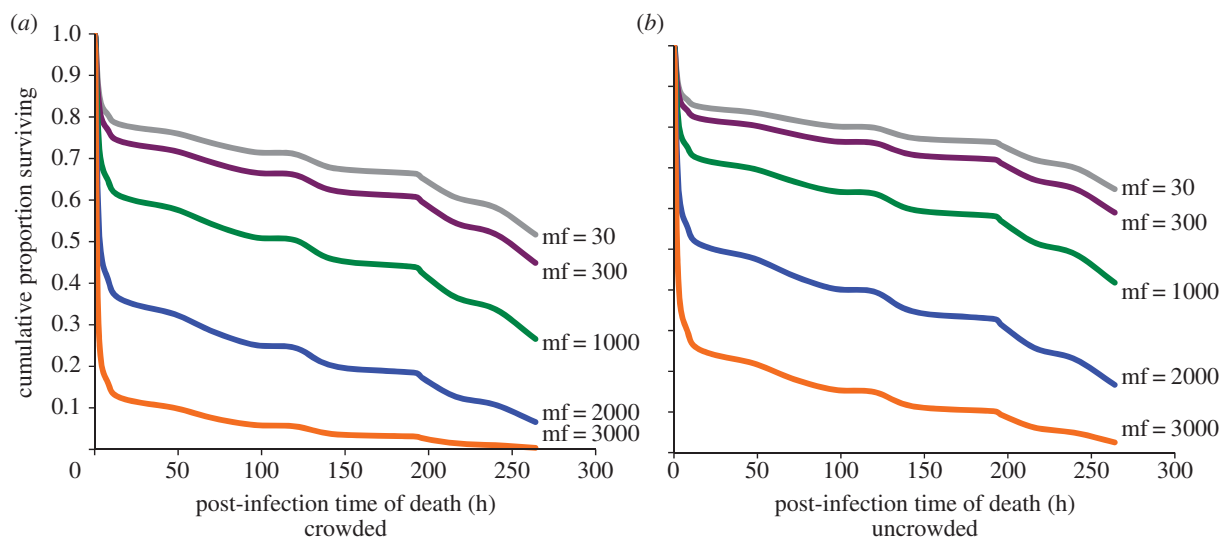 (a)
1.0
0.9
0.8
0.7
0.6
0.5
0.4
0.3
0.2
0.1
cumulative proportion surviving
mf = 30
mf = 300
mf = 1000
mf = 2000
mf = 3000
0 50 100 150 200 250 300
post-infection time of death (h)
crowded
(b)
mf = 30
mf = 300
mf = 1000
mf = 2000
mf = 3000
0 50 100 150 200 250 300
post-infection time of death (h)
uncrowded